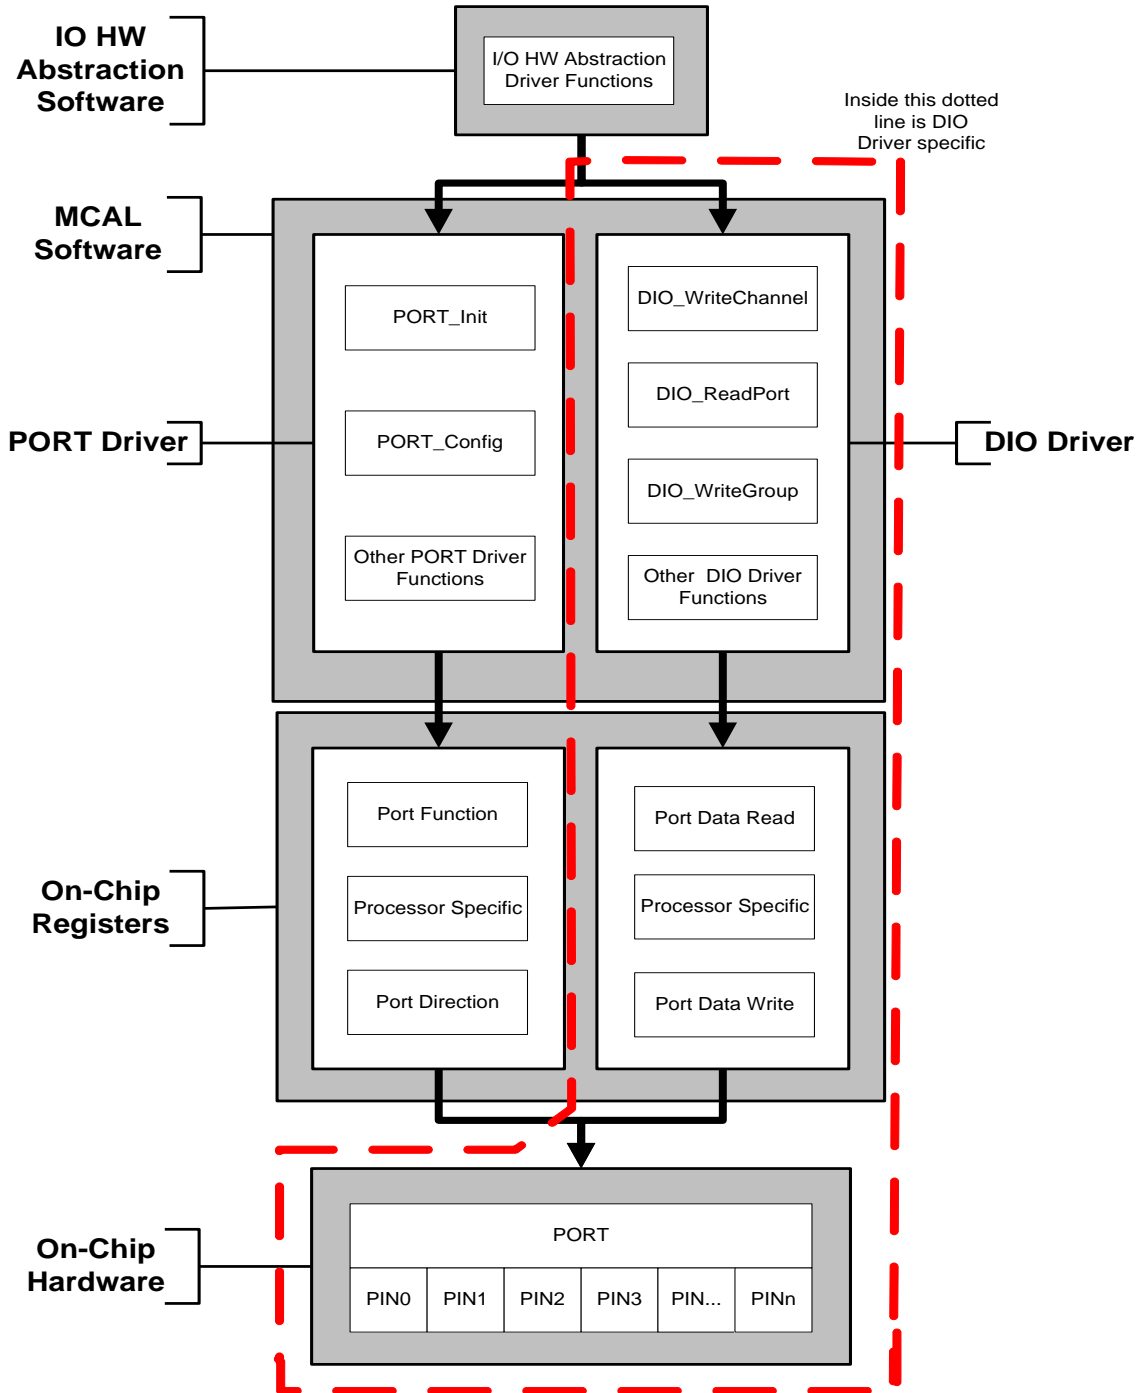 IO HW
Abstraction
Software
I/O HW Abstraction
Driver Functions
Inside this dotted
line is DIO
Driver specific
MCAL
Software
PORT_Init
DIO_WriteChannel
DIO_ReadPort
PORT Driver
PORT_Config
DIO Driver
DIO_WriteGroup
Other PORT Driver
Functions
Other DIO Driver
Functions
Port Function
Port Data Read
On-Chip
Registers
Processor Specific
Processor Specific
Port Direction
Port Data Write
On-Chip
Hardware
PORT
PIN0
PIN1
PIN2
PIN3
PIN...
PINn